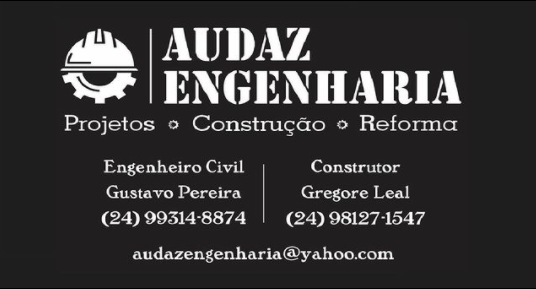 AUDAZ
ENGENHARIA
Projetos Construção Reforma
Engenheiro Civil
Gustavo Pereira
(24) 99314-8874
Construtor
Gregore Leal
(24) 98127-1547
audazengenharia@yahoo.com